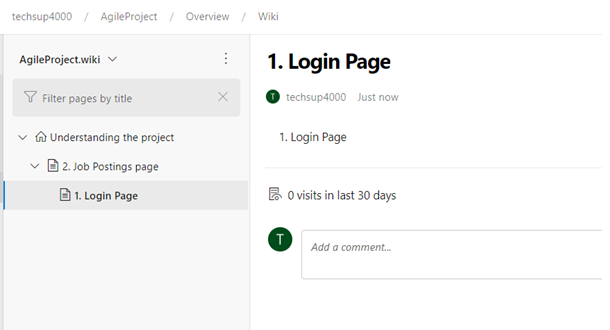 techsup4000 / AgileProject / Overview / Wiki
AgileProject.wiki
Filter pages by title
Understanding the project
2. Job Postings page
1. Login Page
1. Login Page
T techsup4000 Just now
1. Login Page
0 visits in last 30 days
T
Add a comment...